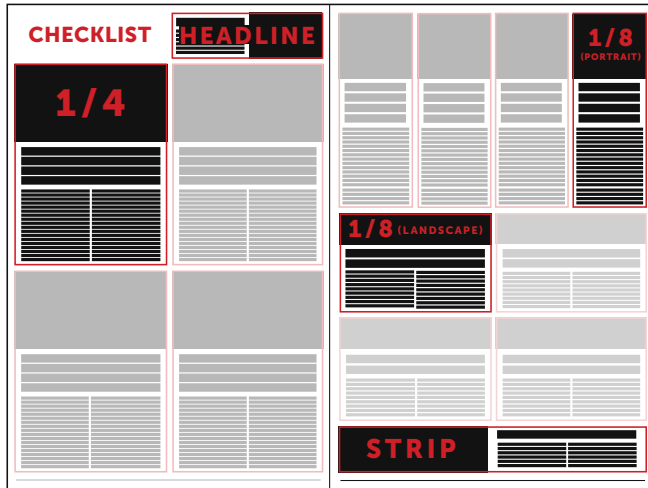 CHECKLIST
HEADLINE
1/4
1/8
(PORTRAIT)
1/8 (LANDSCAPE)
STRIP